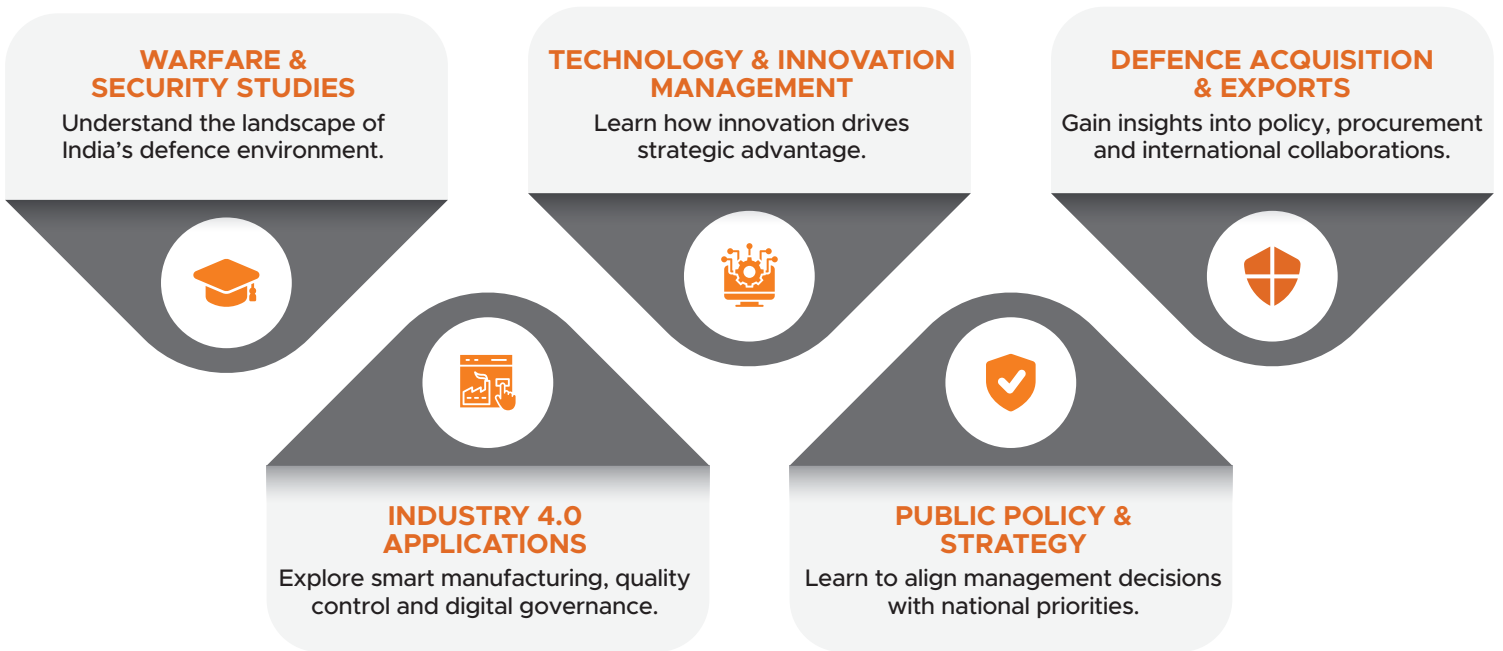 WARFARE &
SECURITY STUDIES
Understand the landscape of
India's defence environment.
TECHNOLOGY & INNOVATION
MANAGEMENT
Learn how innovation drives
strategic advantage.
DEFENCE ACQUISITION
& EXPORTS
Gain insights into policy, procurement
and international collaborations.
INDUSTRY 4.0
APPLICATIONS
Explore smart manufacturing, quality
control and digital governance.
PUBLIC POLICY &
STRATEGY
Learn to align management decisions
with national priorities.